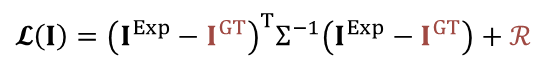 𝓛(𝐈) = (𝐈^Exp − 𝐈^GT)^T Σ^−1 (𝐈^Exp − 𝐈^GT) + ℛ